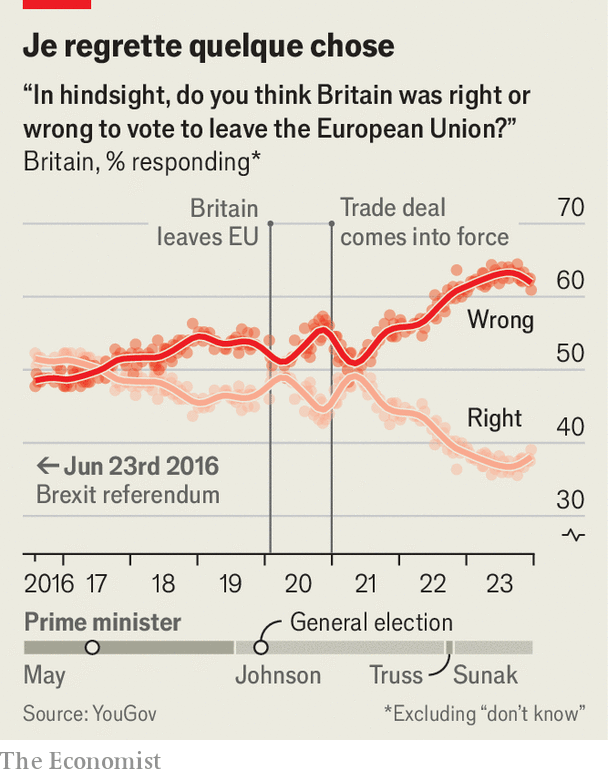 Je regrette quelque chose
“In hindsight, do you think Britain was right or
wrong to vote to leave the European Union?”
Britain, % responding*
Britain
leaves EU
Trade deal
comes into force
70
60
Wrong
50
Right
40
←Jun 23rd 2016
Brexit referendum
30
2016 17 18 19 20 21 22 23
Prime minister
General election
May Johnson Truss Sunak
Source: YouGov *Excluding “don’t know”
The Economist